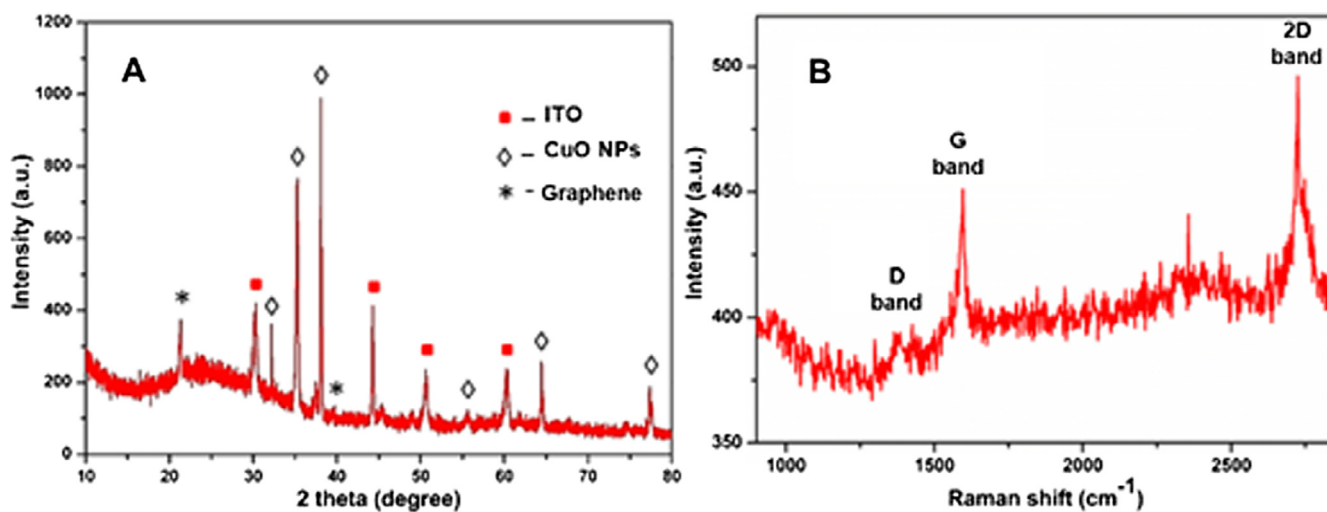 A
1200
1000
800
600
400
200
0
Intensity (a.u.)
■ – ITO
◇ – CuO NPs
* - Graphene
10 20 30 40 50 60 70 80
2 theta (degree)
B
500
450
400
350
Intensity (a.u.)
D
band
G
band
2D
band
1000 1500 2000 2500
Raman shift (cm⁻¹)